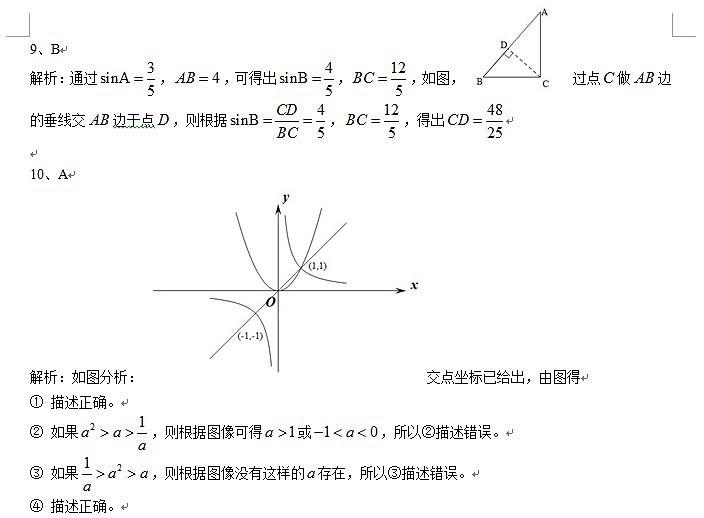 9、B
解析：通过sinA=3/5，AB=4，可得出sinB=4/5，BC=12/5，如图，
A
D
B
C
过点C做AB边
的垂线交AB边于点D，则根据sinB=CD/BC=4/5，BC=12/5，得出CD=48/25
10、A
y
(1,1)
x
O
(-1,-1)
解析：如图分析：
交点坐标已给出，由图得
① 描述正确。
② 如果a²>a>1/a，则根据图像可得a>1或-1<a<0，所以②描述错误。
③ 如果1/a>a²>a，则根据图像没有这样的a存在，所以③描述错误。
④ 描述正确。